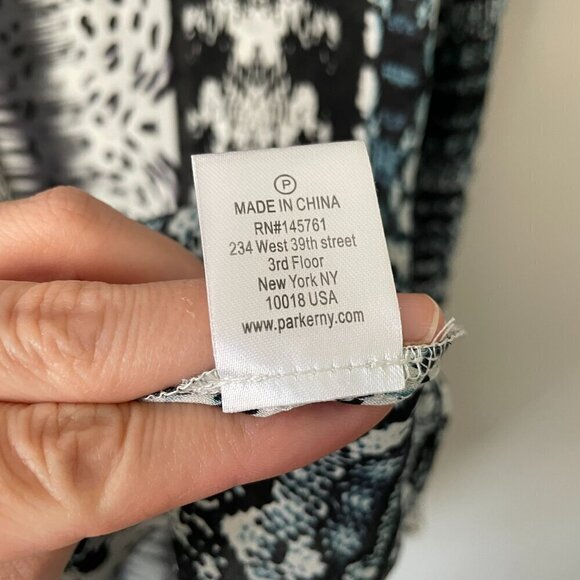 P
MADE IN CHINA
RN#145761
234 West 39th street
3rd Floor
New York NY
10018 USA
www.parkerny.com